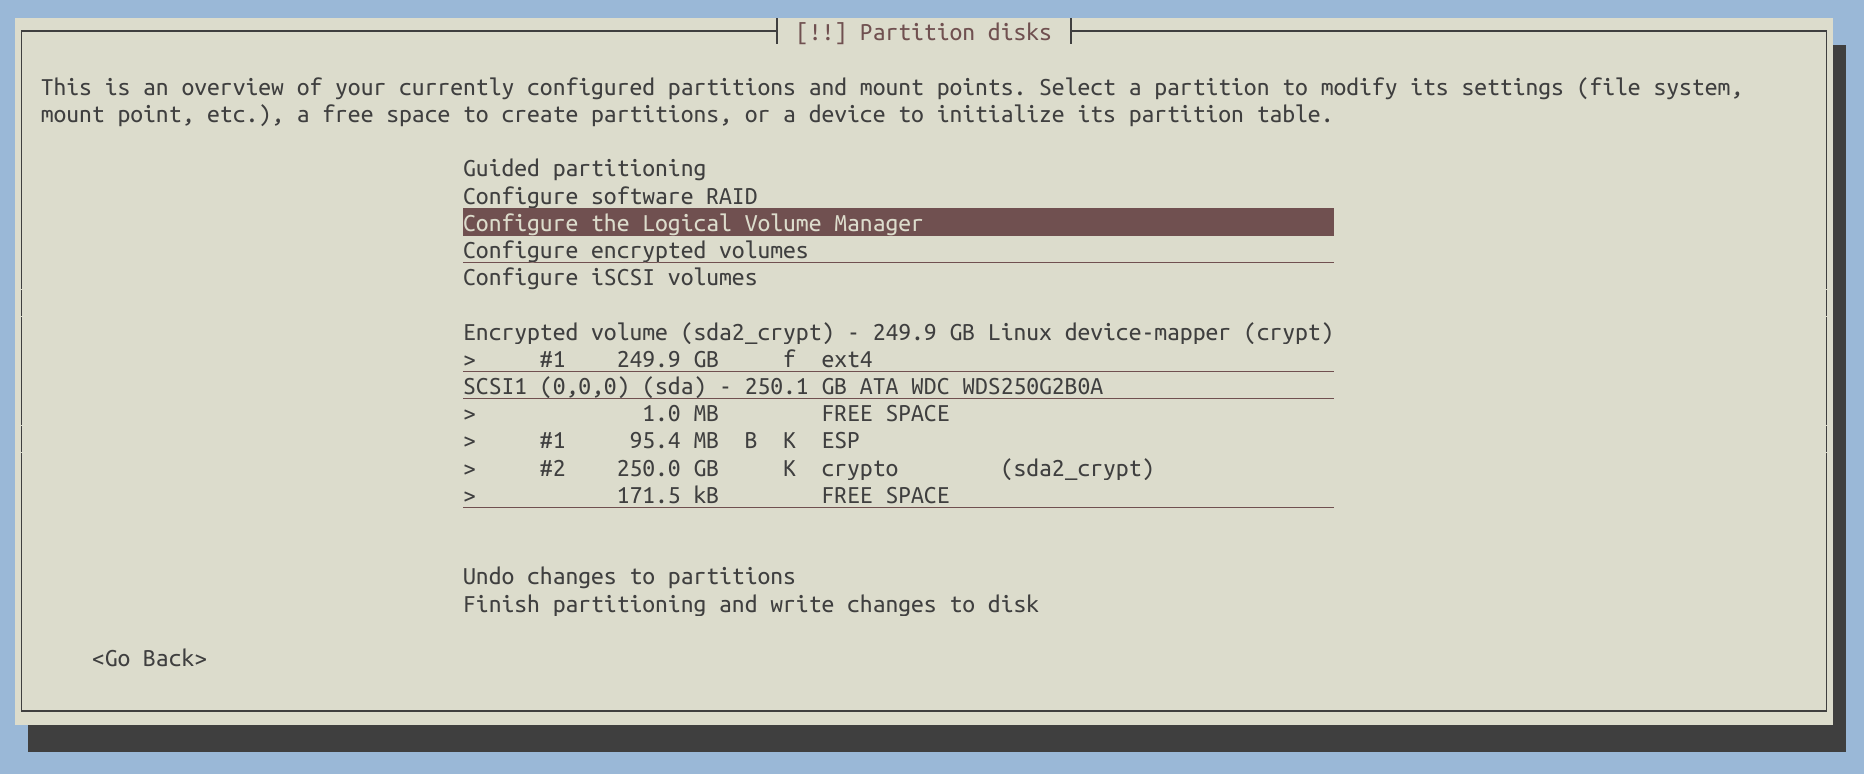 [!!] Partition disks
This is an overview of your currently configured partitions and mount points. Select a partition to modify its settings (file system,
mount point, etc.), a free space to create partitions, or a device to initialize its partition table.
Guided partitioning
Configure software RAID
Configure the Logical Volume Manager
Configure encrypted volumes
Configure iSCSI volumes
Encrypted volume (sda2_crypt) - 249.9 GB Linux device-mapper (crypt)
>     #1    249.9 GB     f  ext4
SCSI1 (0,0,0) (sda) - 250.1 GB ATA WDC WDS250G2B0A
>             1.0 MB        FREE SPACE
>     #1     95.4 MB  B  K  ESP
>     #2    250.0 GB     K  crypto        (sda2_crypt)
>           171.5 kB        FREE SPACE
Undo changes to partitions
Finish partitioning and write changes to disk
<Go Back>